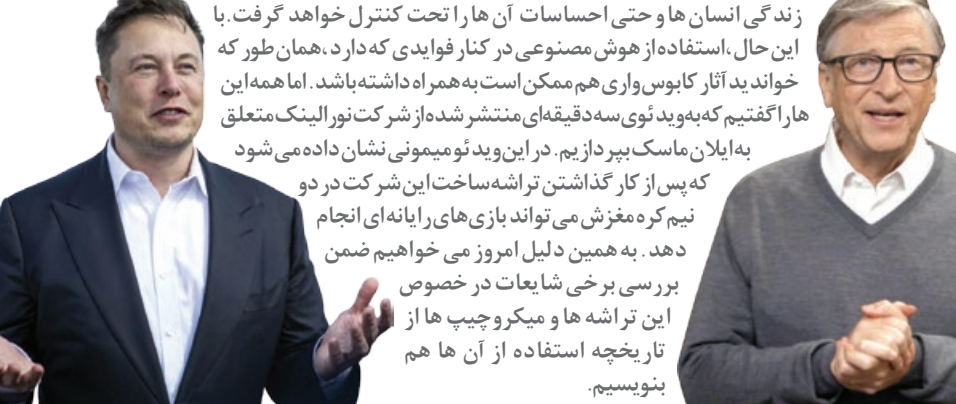 زندگی انسان ها و حتی احساسات آن ها را تحت کنترل خواهد گرفت. با
این حال، استفاده از هوش مصنوعی در کنار فوایدی که دارد، همان طور که
خواندید آثار کابوس واری هم ممکن است به همراه داشته باشد. اما همه این
ها را گفتیم که به ویدئوی سه دقیقه ای منتشر شده از شرکت نورالینک متعلق
به ایلان ماسک بپردازیم. در این ویدئو میمونی نشان داده می شود
که پس از کار گذاشتن تراشه ساخت این شرکت در دو
نیم کره مغزش می تواند بازی های رایانه ای انجام
دهد. به همین دلیل امروز می خواهیم ضمن
بررسی برخی شایعات در خصوص
این تراشه ها و میکروچیپ ها از
تاریخچه استفاده از آن ها هم
بنویسیم.